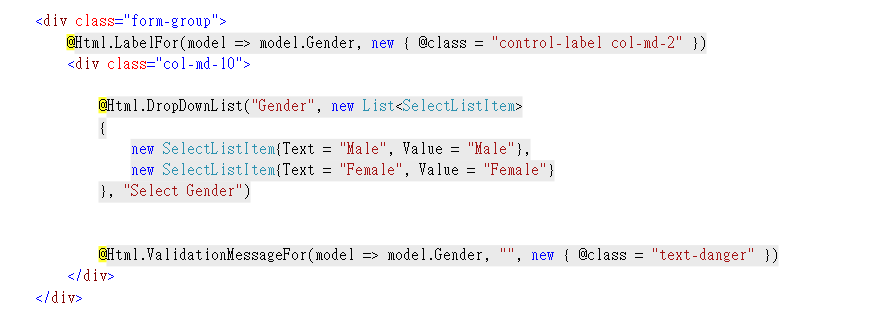 <div class="form-group">
@Html.LabelFor(model => model.Gender, new { @class = "control-label col-md-2" })
<div class="col-md-10">
@Html.DropDownList("Gender", new List<SelectListItem>
{
new SelectListItem{Text = "Male", Value = "Male"},
new SelectListItem{Text = "Female", Value = "Female"}
}, "Select Gender")
@Html.ValidationMessageFor(model => model.Gender, "", new { @class = "text-danger" })
</div>
</div>